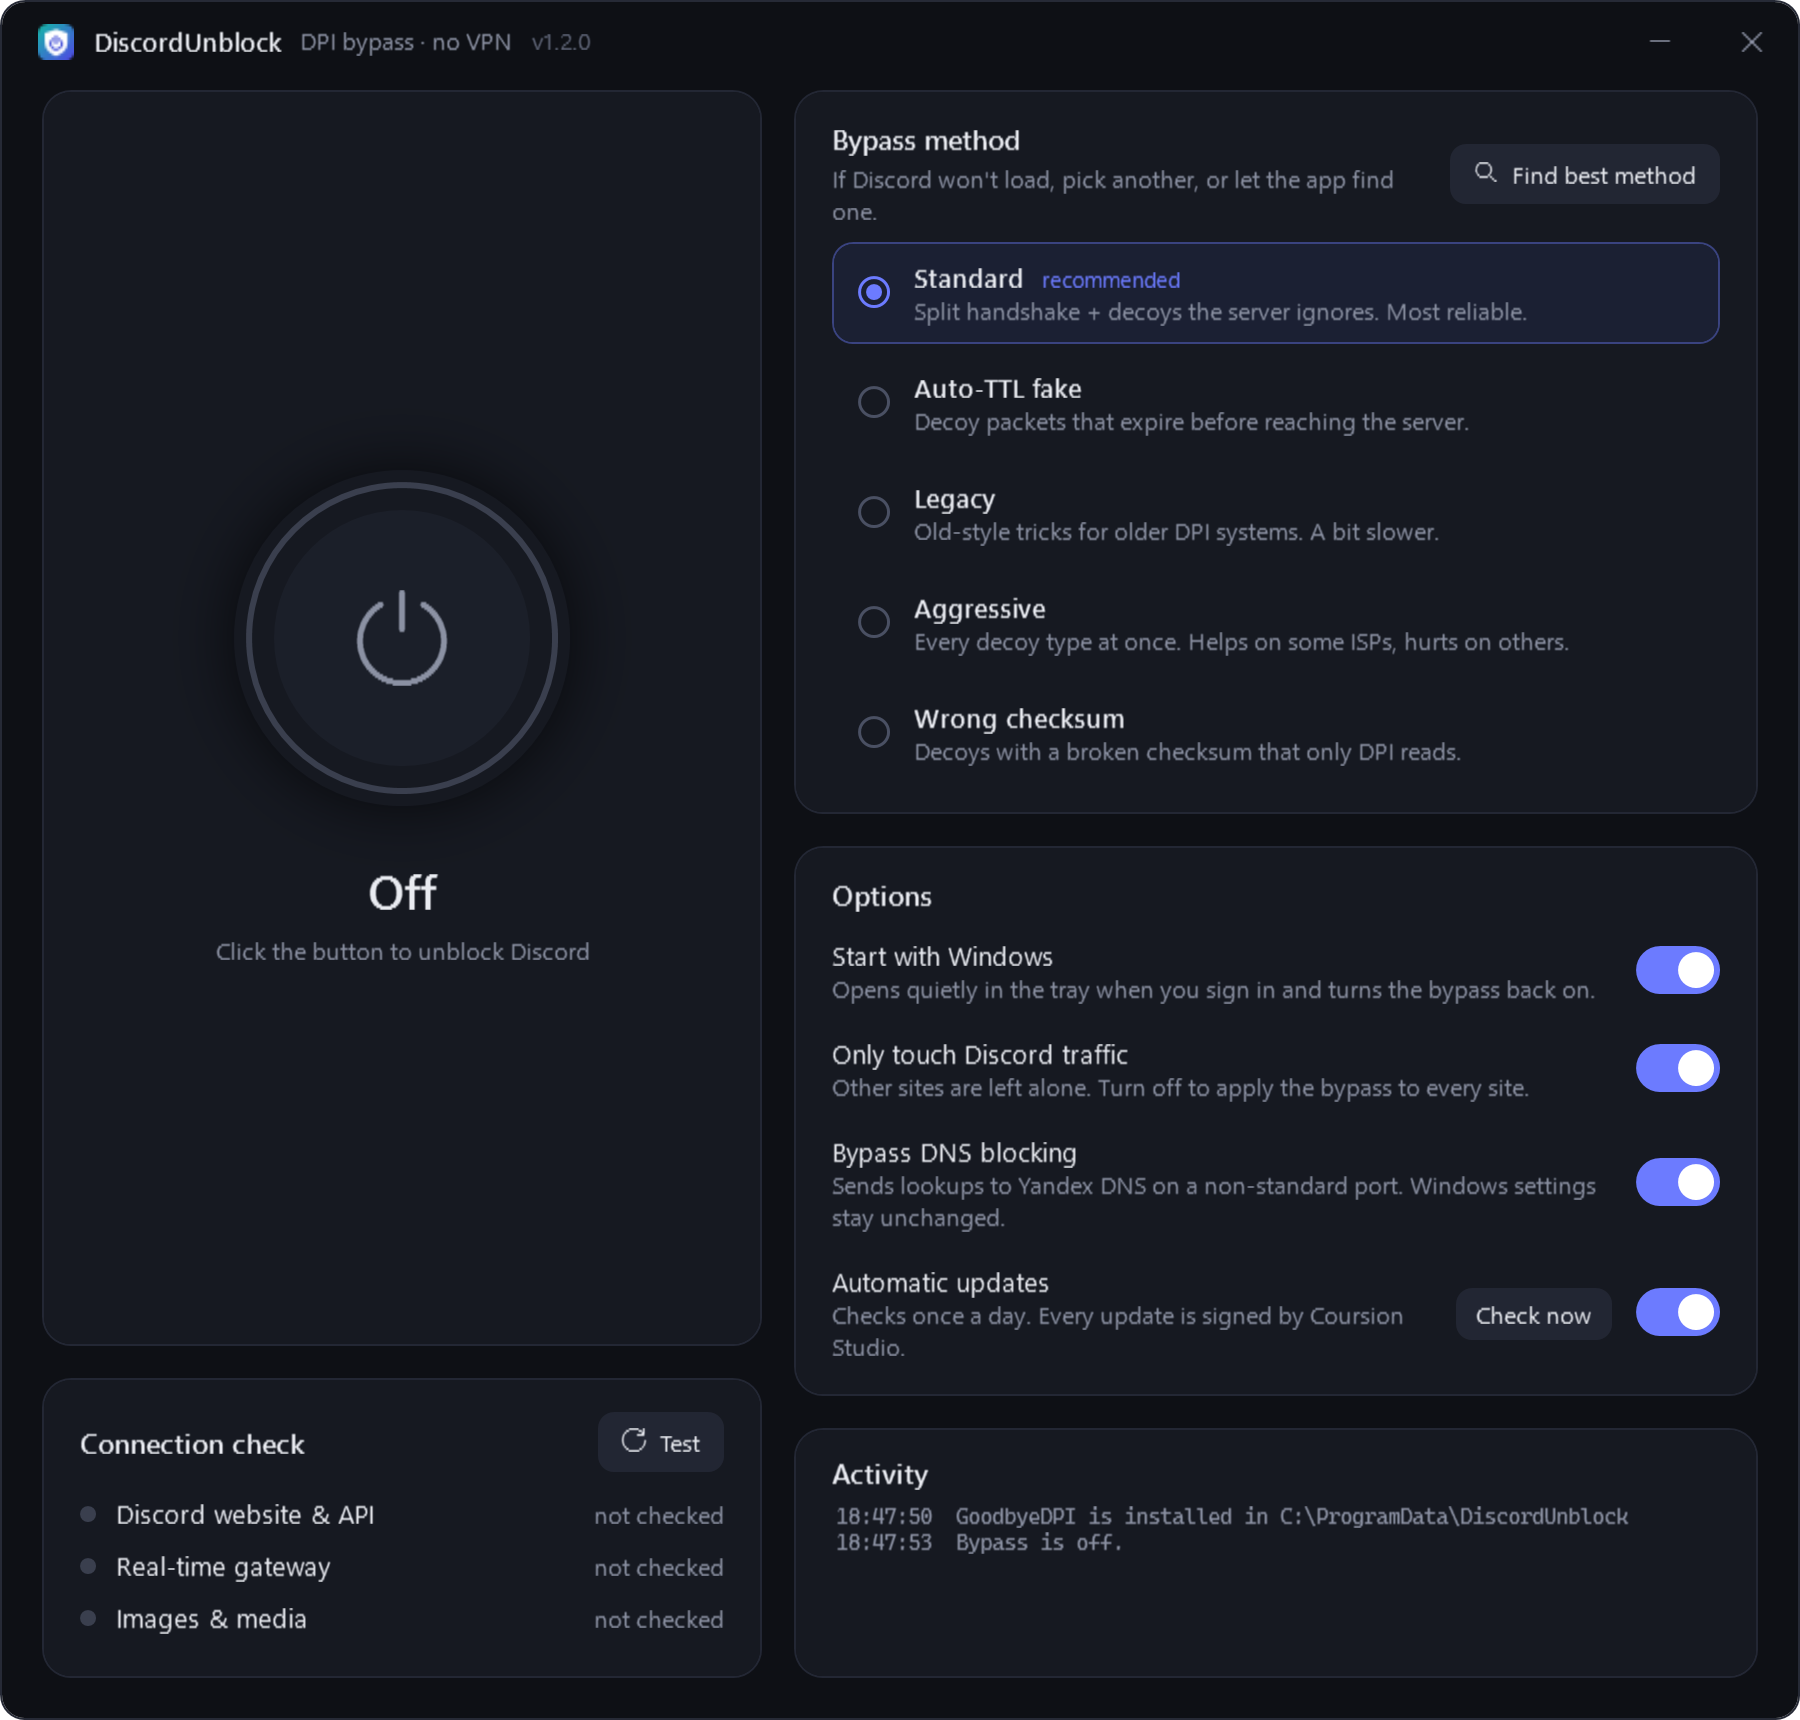 DiscordUnblock DPI bypass · no VPN v1.2.0
Off
Click the button to unblock Discord
Connection check
Test
Discord website & API not checked
Real-time gateway not checked
Images & media not checked
Bypass method
If Discord won't load, pick another, or let the app find
one.
Find best method
Standard recommended
Split handshake + decoys the server ignores. Most reliable.
Auto-TTL fake
Decoy packets that expire before reaching the server.
Legacy
Old-style tricks for older DPI systems. A bit slower.
Aggressive
Every decoy type at once. Helps on some ISPs, hurts on others.
Wrong checksum
Decoys with a broken checksum that only DPI reads.
Options
Start with Windows
Opens quietly in the tray when you sign in and turns the bypass back on.
Only touch Discord traffic
Other sites are left alone. Turn off to apply the bypass to every site.
Bypass DNS blocking
Sends lookups to Yandex DNS on a non-standard port. Windows settings
stay unchanged.
Automatic updates
Checks once a day. Every update is signed by Coursion
Studio.
Check now
Activity
18:47:50 GoodbyeDPI is installed in C:\ProgramData\DiscordUnblock
18:47:53 Bypass is off.